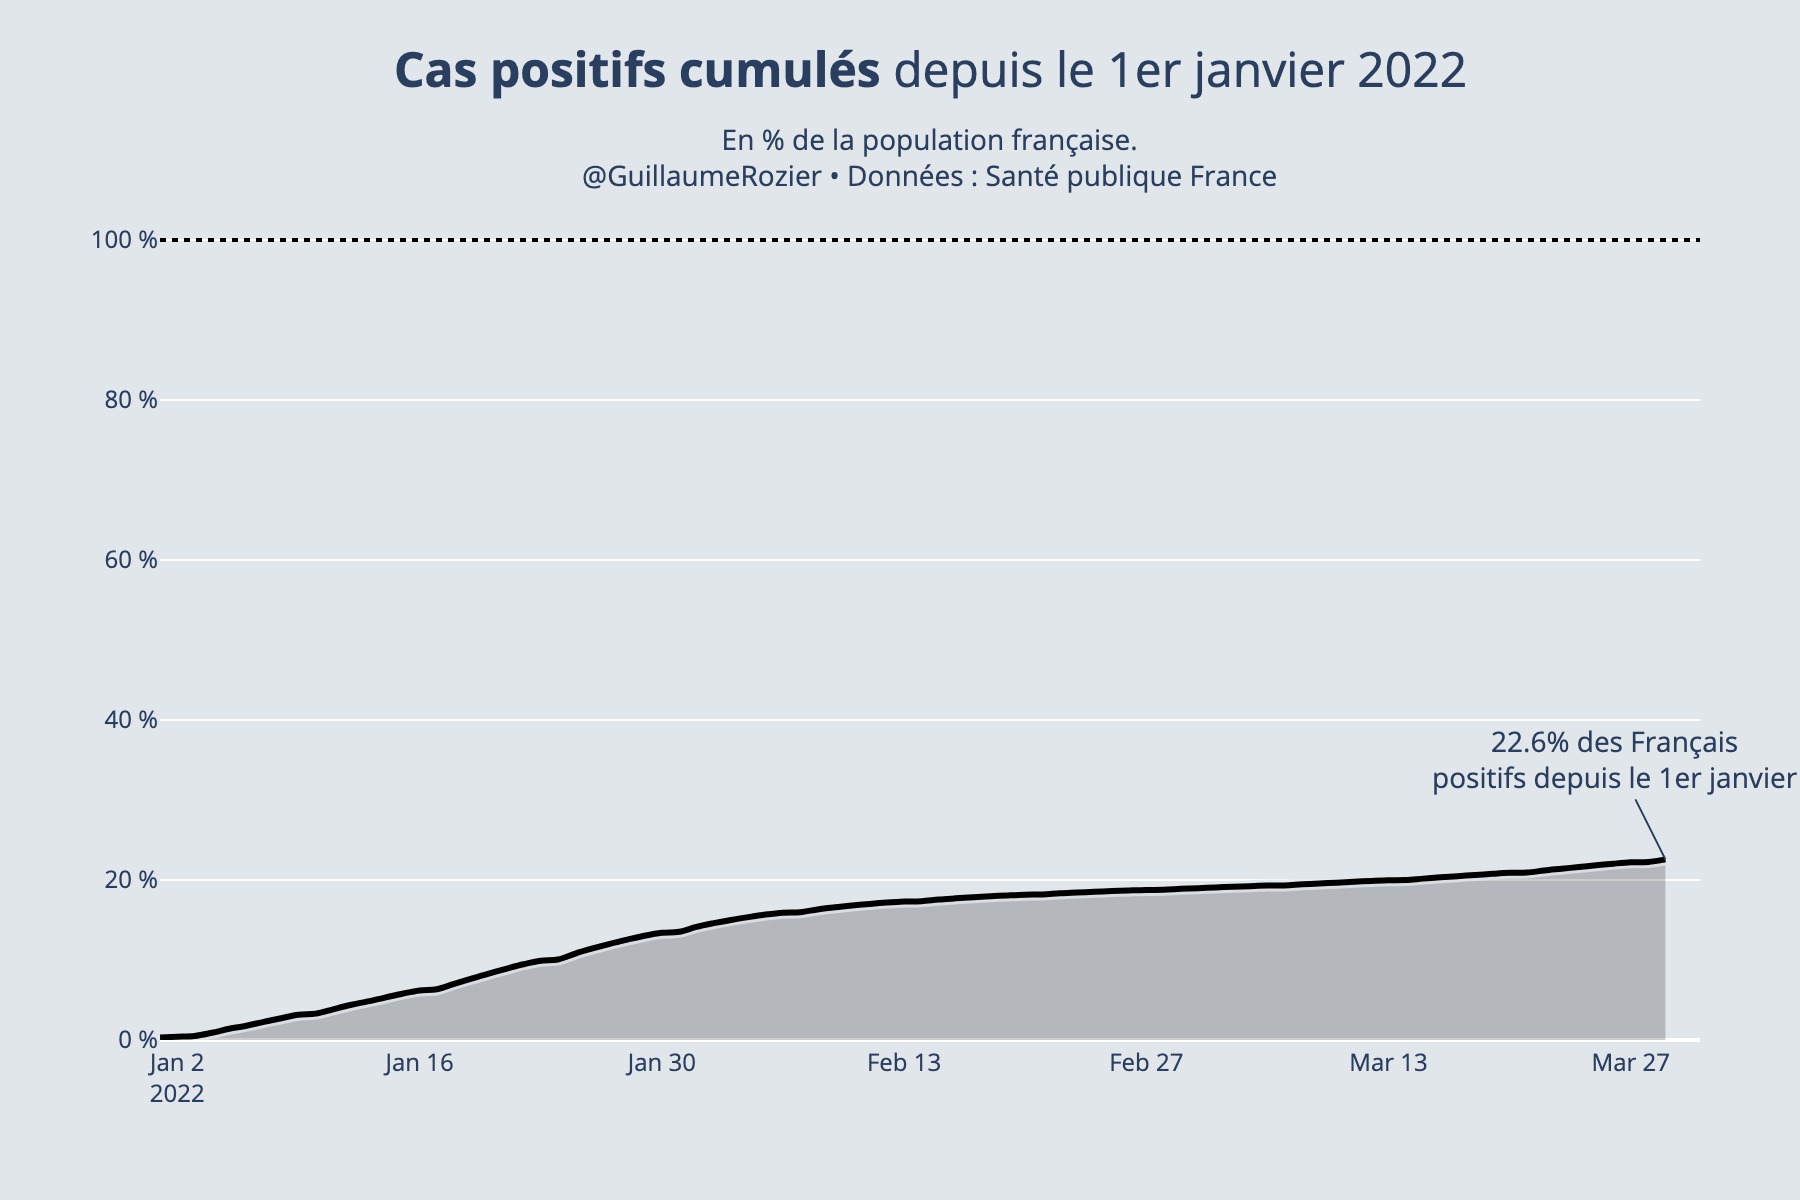 Cas positifs cumulés depuis le 1er janvier 2022
En % de la population française.
@GuillaumeRozier • Données : Santé publique France
100 %
80 %
60 %
40 %
22.6% des Français
positifs depuis le 1er janvier
20 %
0 %
Jan 2 Jan 16 Jan 30 Feb 13 Feb 27 Mar 13 Mar 27
2022